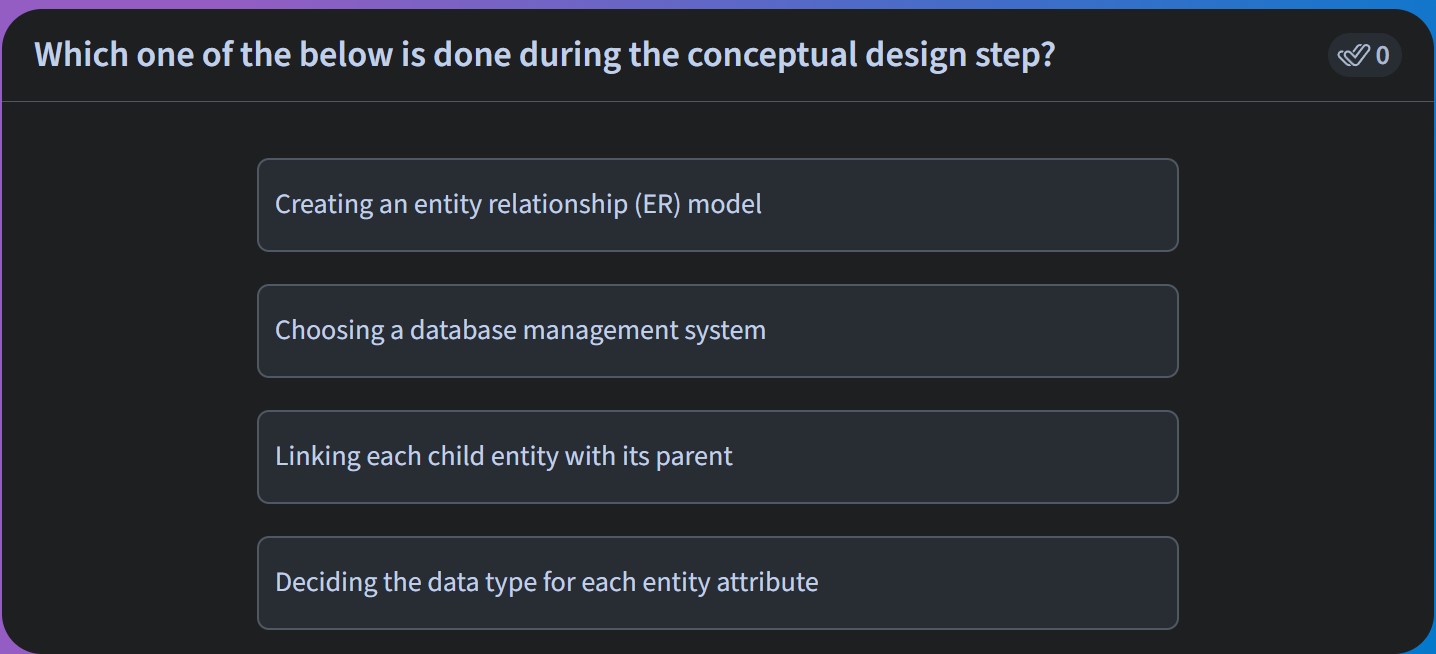 Which one of the below is done during the conceptual design step?
0
Creating an entity relationship (ER) model
Choosing a database management system
Linking each child entity with its parent
Deciding the data type for each entity attribute